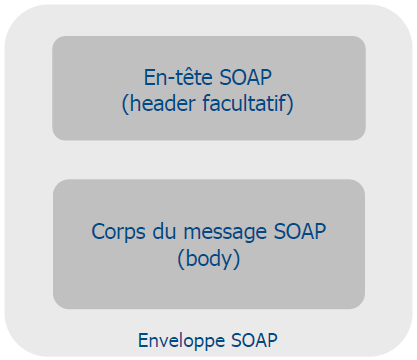 En-tête SOAP
(header facultatif)
Corps du message SOAP
(body)
Enveloppe SOAP